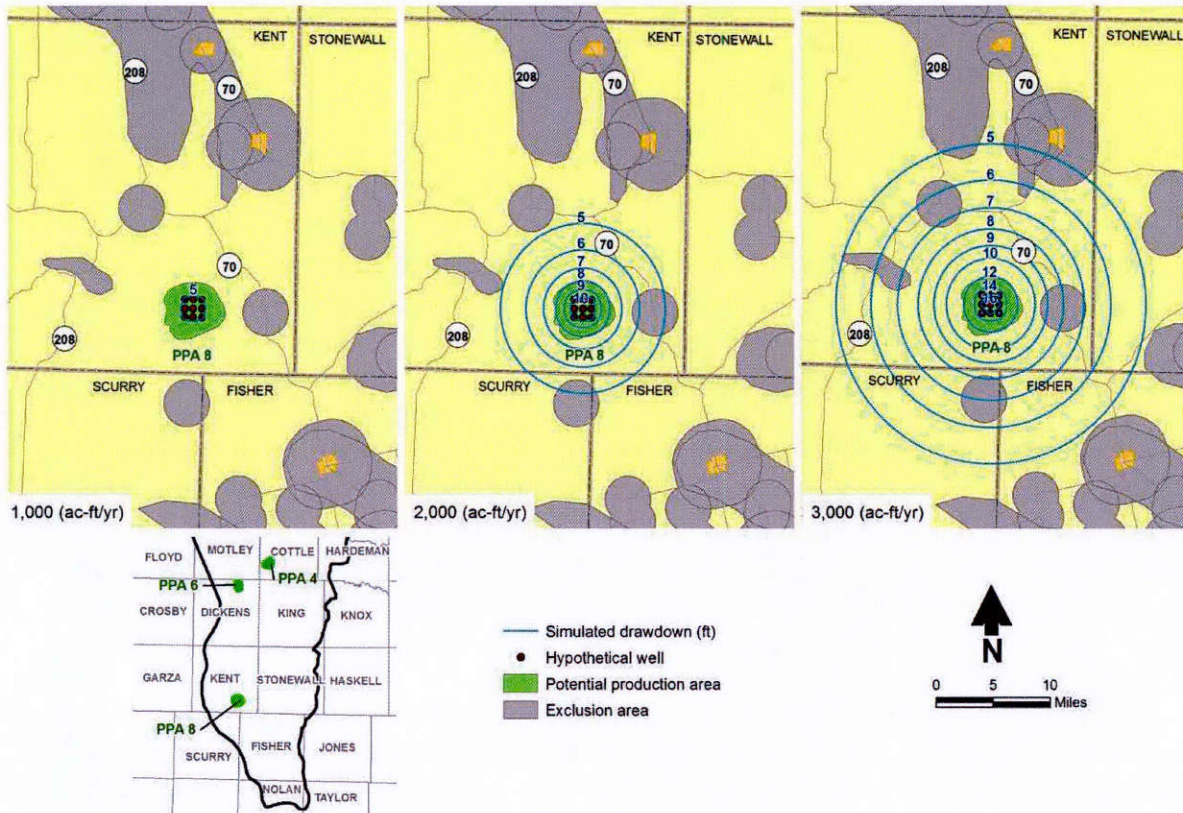 KENT STONEWALL
208
70
5
70
208
PPA 8
SCURRY FISHER
1,000 (ac-ft/yr)
KENT STONEWALL
208
70
5
70
6
7
8
9
10
208
PPA 8
SCURRY FISHER
2,000 (ac-ft/yr)
KENT STONEWALL
208
70
5
6
7
8
9
70
10
12
14
208
PPA 8
SCURRY FISHER
3,000 (ac-ft/yr)
FLOYD MOTLEY COTTLE HARDEMAN
PPA 6 PPA 4
CROSBY DICKENS KING KNOX
GARZA KENT STONEWALL HASKELL
PPA 8
SCURRY FISHER JONES
NOLAN TAYLOR
Simulated drawdown (ft)
Hypothetical well
Potential production area
Exclusion area
N
0 5 10
Miles